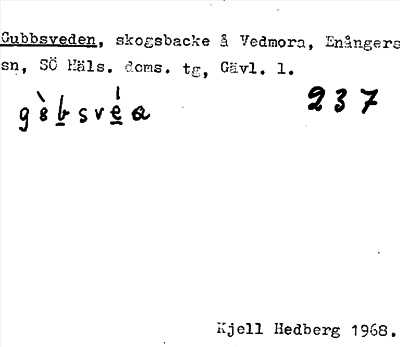 Gubbsveden, skogsbacke å Vedmora, Enångers
sn, SÖ Häls. doms. tg, Gävl. l.
237
Kjell Hedberg 1968.